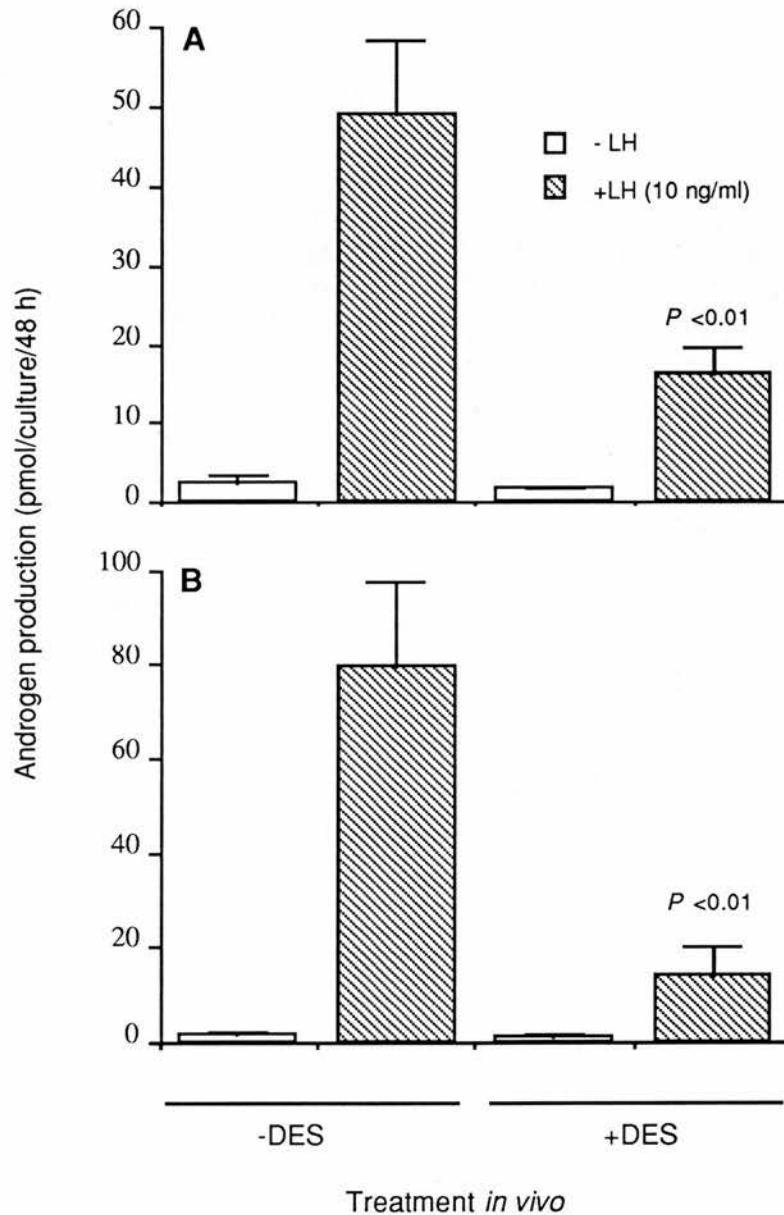 A
60
50
40
30
20
10
0
- LH
+LH (10 ng/ml)
P <0.01
Androgen production (pmol/culture/48 h)
B
100
80
60
40
20
0
P <0.01
-DES
+DES
Treatment in vivo